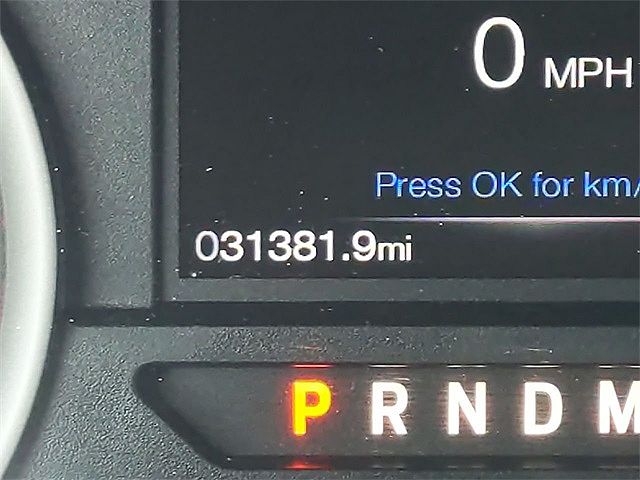 0 MPH
Press OK for km/
031381.9mi
P R N D M